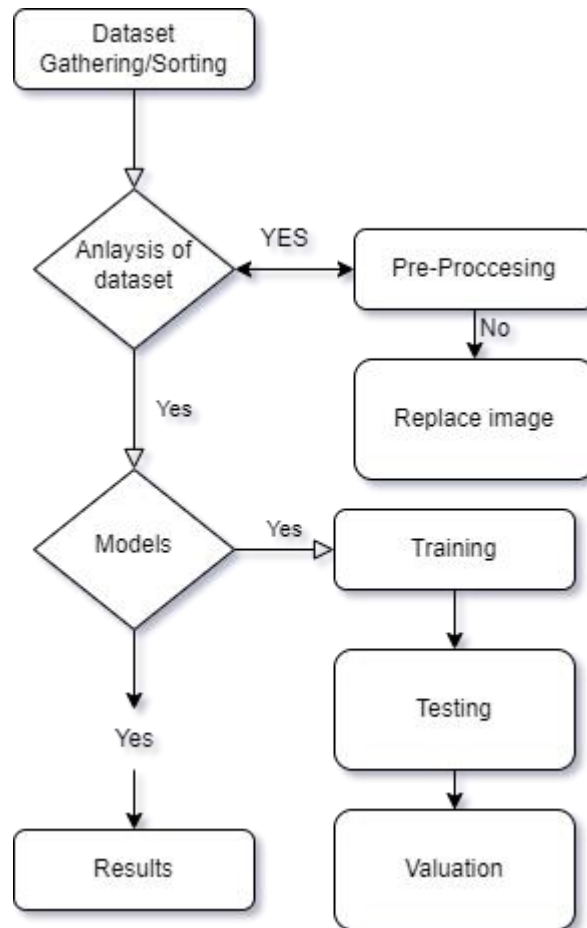 Dataset
Gathering/Sorting
Anlaysis of
dataset
YES
Pre-Proccesing
No
Replace image
Yes
Models
Yes
Training
Testing
Yes
Results
Valuation